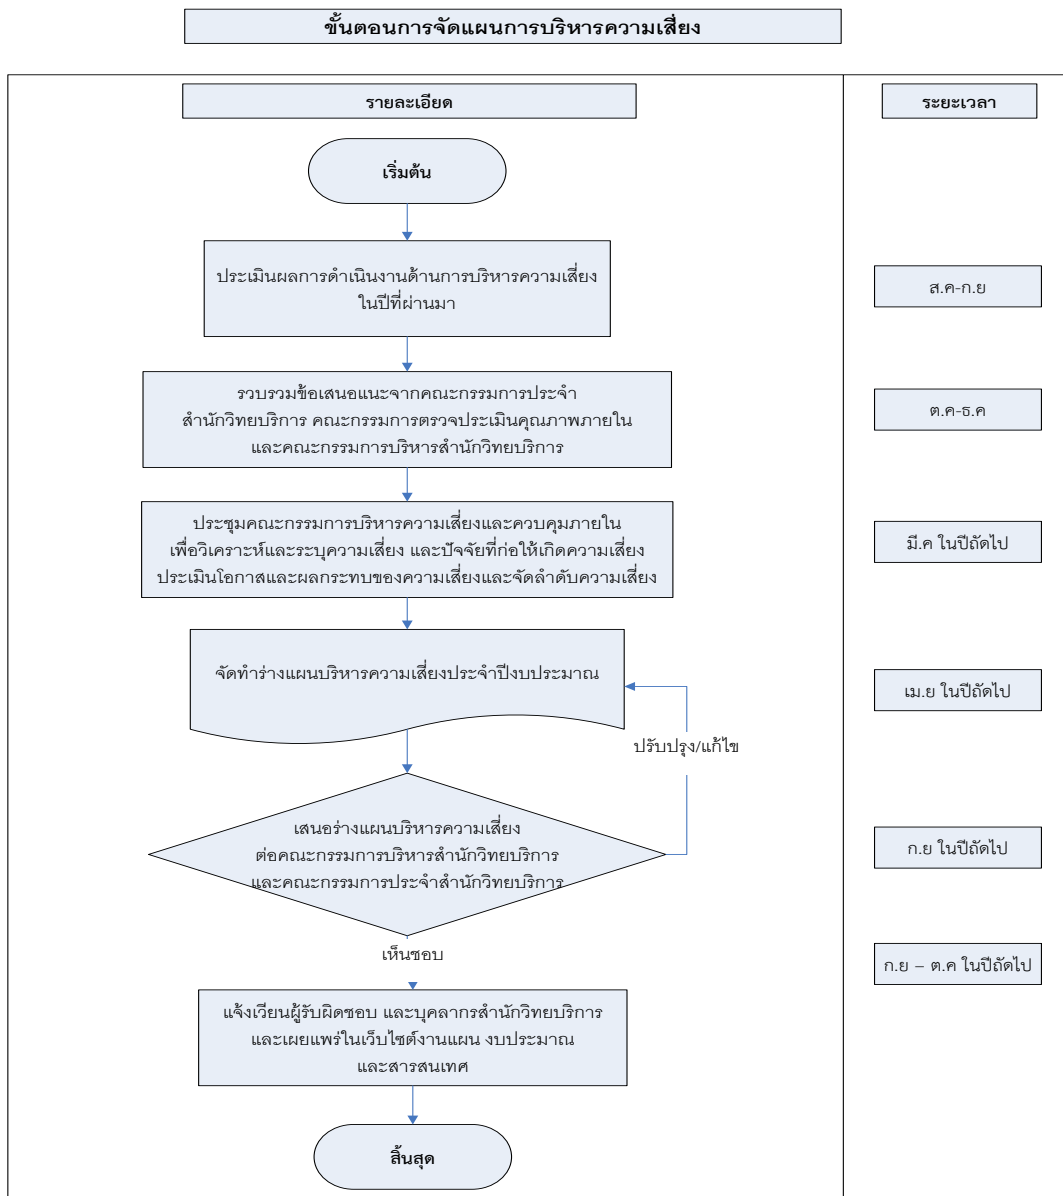 ขั้นตอนการจัดแผนการบริหารความเสี่ยง
รายละเอียด
ระยะเวลา
เริ่มต้น
ประเมินผลการดำเนินงานด้านการบริหารความเสี่ยง
ในปีที่ผ่านมา
ส.ค-ก.ย
รวบรวมข้อเสนอแนะจากคณะกรรมการประจำ
สำนักวิทยบริการ คณะกรรมการตรวจประเมินคุณภาพภายใน
และคณะกรรมการบริหารสำนักวิทยบริการ
ต.ค-ธ.ค
ประชุมคณะกรรมการบริหารความเสี่ยงและควบคุมภายใน
เพื่อวิเคราะห์และระบุความเสี่ยง และปัจจัยที่ก่อให้เกิดความเสี่ยง
ประเมินโอกาสและผลกระทบของความเสี่ยงและจัดลำดับความเสี่ยง
มี.ค ในปีถัดไป
จัดทำร่างแผนบริหารความเสี่ยงประจำปีงบประมาณ
เม.ย ในปีถัดไป
ปรับปรุง/แก้ไข
เสนอร่างแผนบริหารความเสี่ยง
ต่อคณะกรรมการบริหารสำนักวิทยบริการ
และคณะกรรมการประจำสำนักวิทยบริการ
ก.ย ในปีถัดไป
เห็นชอบ
ก.ย – ต.ค ในปีถัดไป
แจ้งเวียนผู้รับผิดชอบ และบุคลากรสำนักวิทยบริการ
และเผยแพร่ในเว็บไซต์งานแผน งบประมาณ
และสารสนเทศ
สิ้นสุด